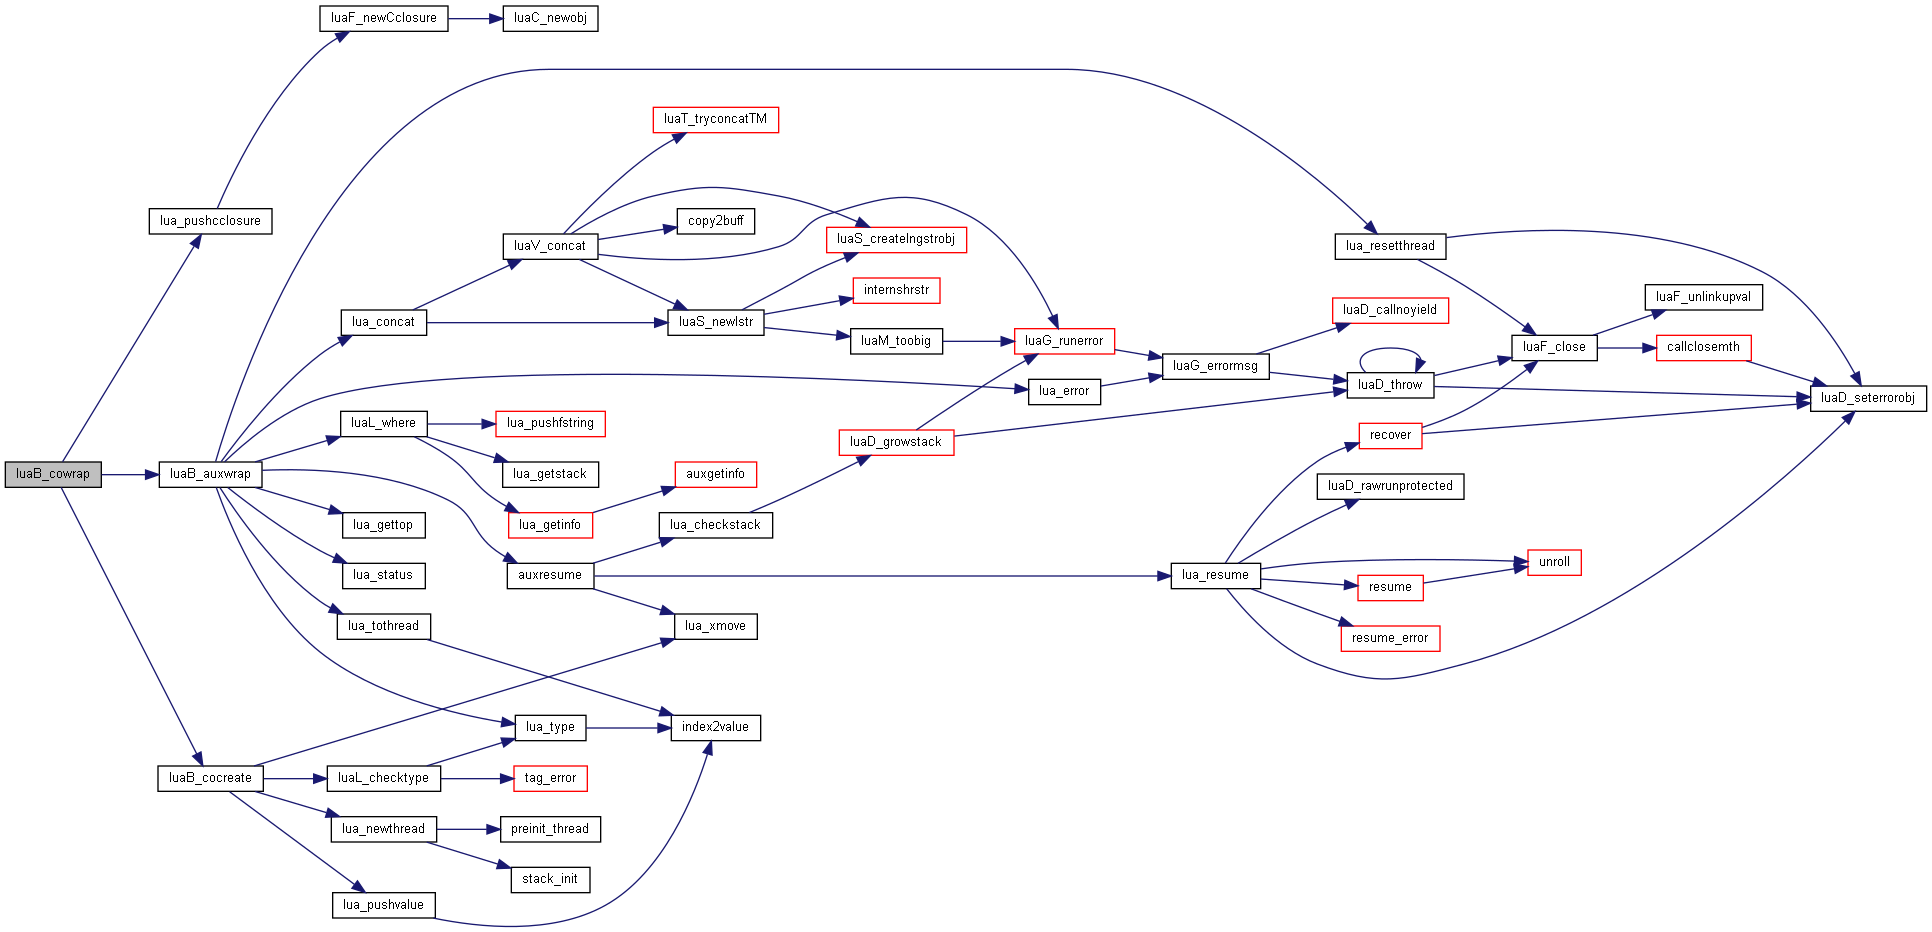 luaF_newCclosure
luaC_newobj
luaT_tryconcatTM
lua_pushcclosure
copy2buff
luaV_concat
luaS_createlngstrobj
lua_resetthread
internshrstr
luaF_unlinkupval
luaD_callnoyield
lua_concat
luaS_newlstr
luaM_toobig
luaG_runerror
luaF_close
callclosemth
luaG_errormsg
luaD_throw
lua_error
luaD_seterrorobj
luaL_where
lua_pushfstring
luaD_growstack
recover
luaB_cowrap
luaB_auxwrap
lua_getstack
auxgetinfo
luaD_rawrunprotected
lua_gettop
lua_getinfo
lua_checkstack
unroll
lua_status
auxresume
lua_resume
resume
lua_tothread
lua_xmove
resume_error
lua_type
index2value
luaB_cocreate
luaL_checktype
tag_error
lua_newthread
preinit_thread
stack_init
lua_pushvalue